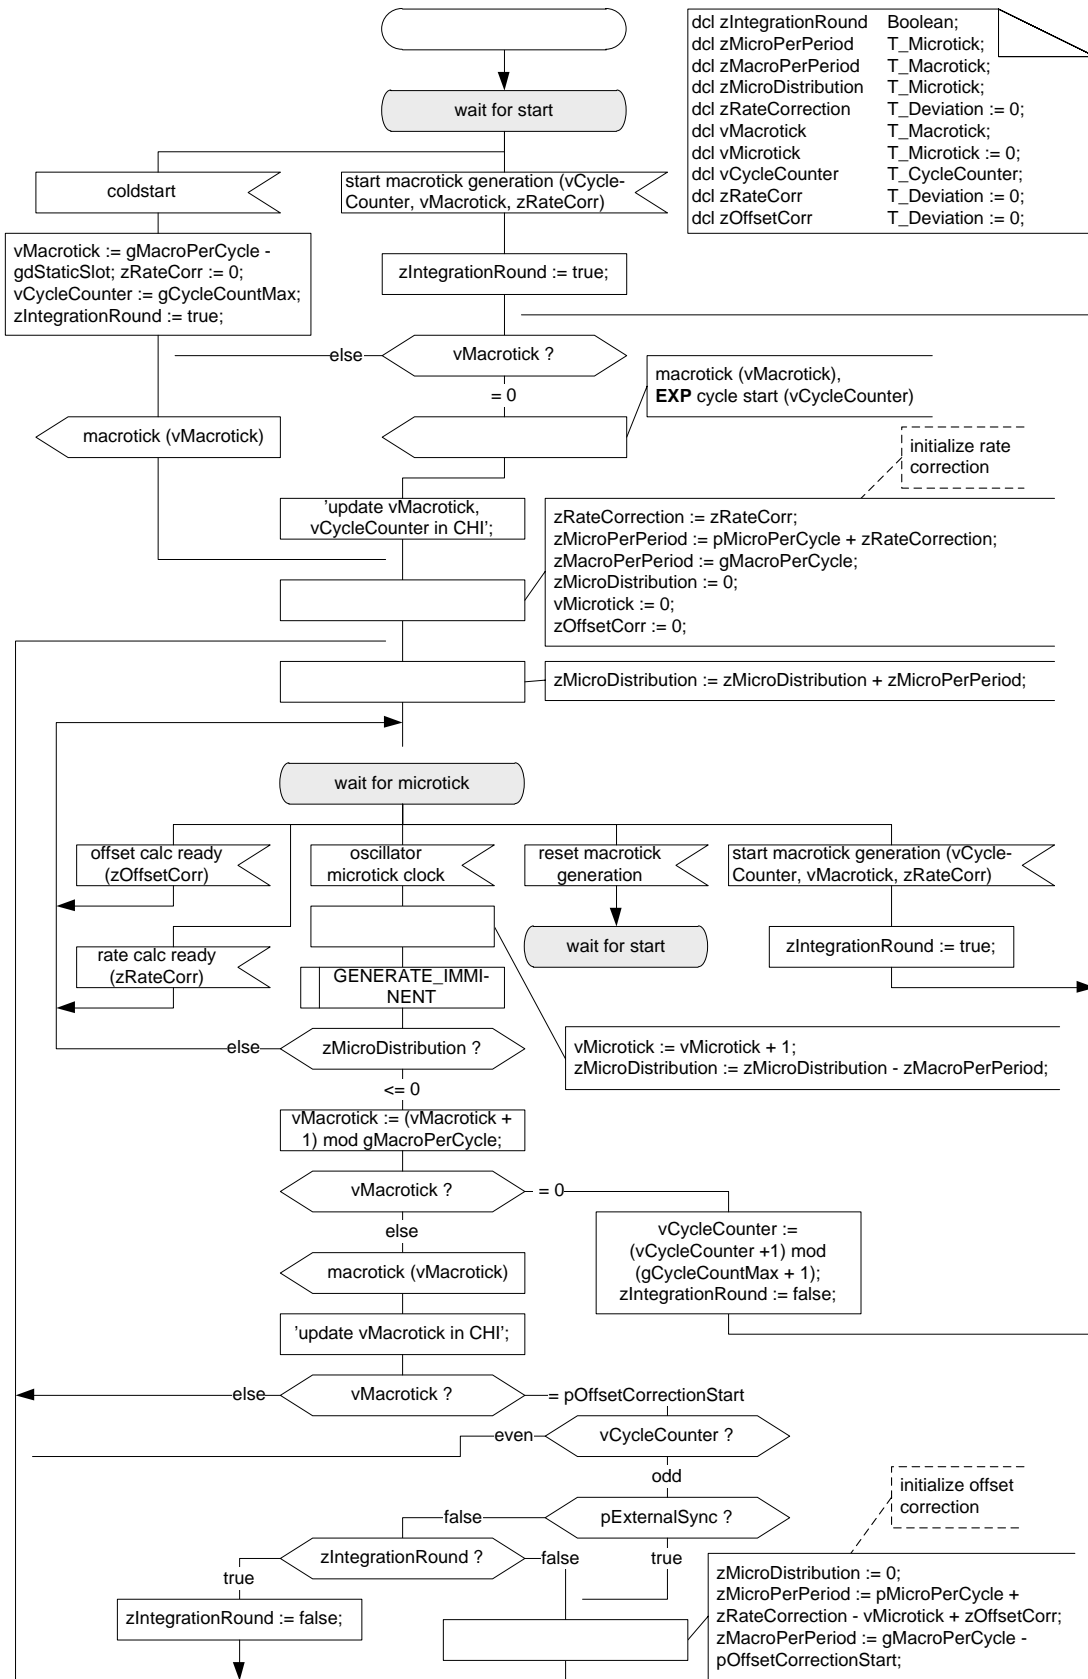 dcl zIntegrationRound Boolean;
dcl zMicroPerPeriod T_Microtick;
dcl zMacroPerPeriod T_Macrotick;
dcl zMicroDistribution T_Microtick;
dcl zRateCorrection T_Deviation := 0;
dcl vMacrotick T_Macrotick;
dcl vMicrotick T_Microtick := 0;
dcl vCycleCounter T_CycleCounter;
dcl zRateCorr T_Deviation := 0;
dcl zOffsetCorr T_Deviation := 0;
wait for start
coldstart
start macrotick generation (vCycle-
Counter, vMacrotick, zRateCorr)
vMacrotick := gMacroPerCycle -
gdStaticSlot; zRateCorr := 0;
vCycleCounter := gCycleCountMax;
zIntegrationRound := true;
zIntegrationRound := true;
else
vMacrotick ?
= 0
macrotick (vMacrotick),
EXP cycle start (vCycleCounter)
macrotick (vMacrotick)
initialize rate
correction
'update vMacrotick,
vCycleCounter in CHI';
zRateCorrection := zRateCorr;
zMicroPerPeriod := pMicroPerCycle + zRateCorrection;
zMacroPerPeriod := gMacroPerCycle;
zMicroDistribution := 0;
vMicrotick := 0;
zOffsetCorr := 0;
zMicroDistribution := zMicroDistribution + zMicroPerPeriod;
wait for microtick
offset calc ready
(zOffsetCorr)
oscillator
microtick clock
reset macrotick
generation
start macrotick generation (vCycle-
Counter, vMacrotick, zRateCorr)
rate calc ready
(zRateCorr)
wait for start
zIntegrationRound := true;
GENERATE_IMMI-
NENT
else
zMicroDistribution ?
vMicrotick := vMicrotick + 1;
zMicroDistribution := zMicroDistribution - zMacroPerPeriod;
<= 0
vMacrotick := (vMacrotick +
1) mod gMacroPerCycle;
vMacrotick ?
= 0
else
vCycleCounter :=
(vCycleCounter +1) mod
(gCycleCountMax + 1);
zIntegrationRound := false;
macrotick (vMacrotick)
'update vMacrotick in CHI';
else
vMacrotick ?
= pOffsetCorrectionStart
even
vCycleCounter ?
odd
initialize offset
correction
false
pExternalSync ?
zIntegrationRound ?
false
true
true
zIntegrationRound := false;
zMicroDistribution := 0;
zMicroPerPeriod := pMicroPerCycle +
zRateCorrection - vMicrotick + zOffsetCorr;
zMacroPerPeriod := gMacroPerCycle -
pOffsetCorrectionStart;